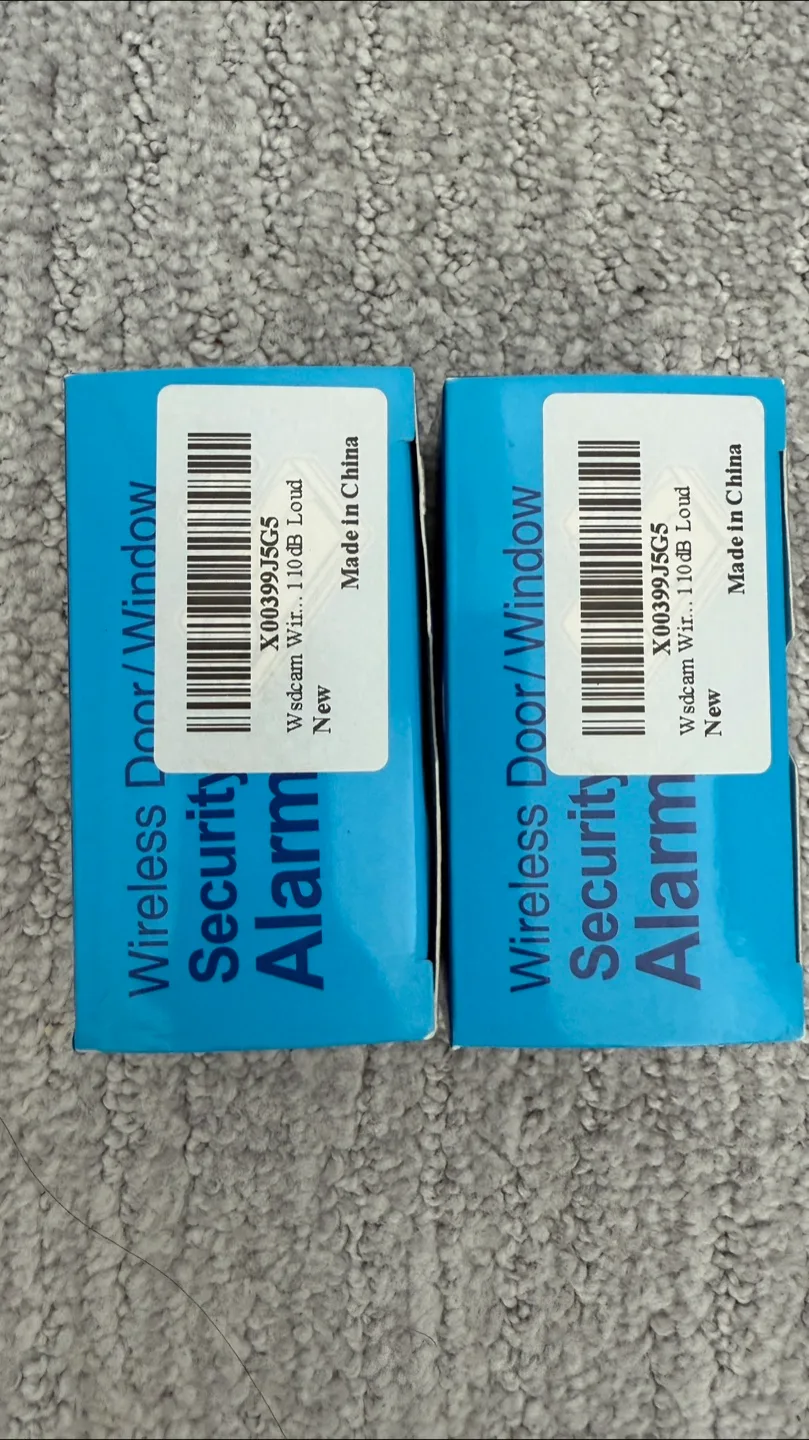 Wireless Door/Window
Security
Alarm
X00399J5G5
Wsdcam Wir... 110dB Loud
New
Made in China
Wireless Door/Window
Security
Alarm
X00399J5G5
Wsdcam Wir... 110dB Loud
New
Made in China